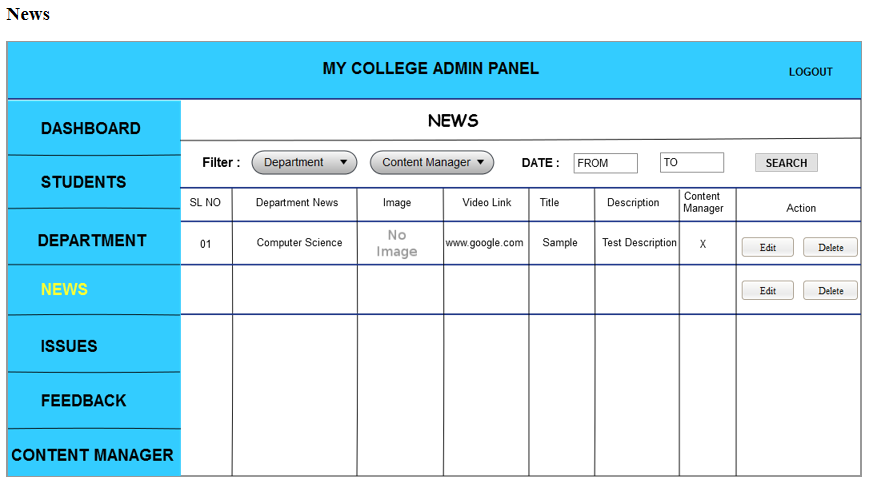 News
MY COLLEGE ADMIN PANEL
LOGOUT
DASHBOARD
STUDENTS
DEPARTMENT
NEWS
ISSUES
FEEDBACK
CONTENT MANAGER
NEWS
Filter : Department Content Manager DATE : FROM TO SEARCH
SL NO Department News Image Video Link Title Description Content Manager Action
01 Computer Science No Image www.google.com Sample Test Description X Edit Delete
Edit Delete